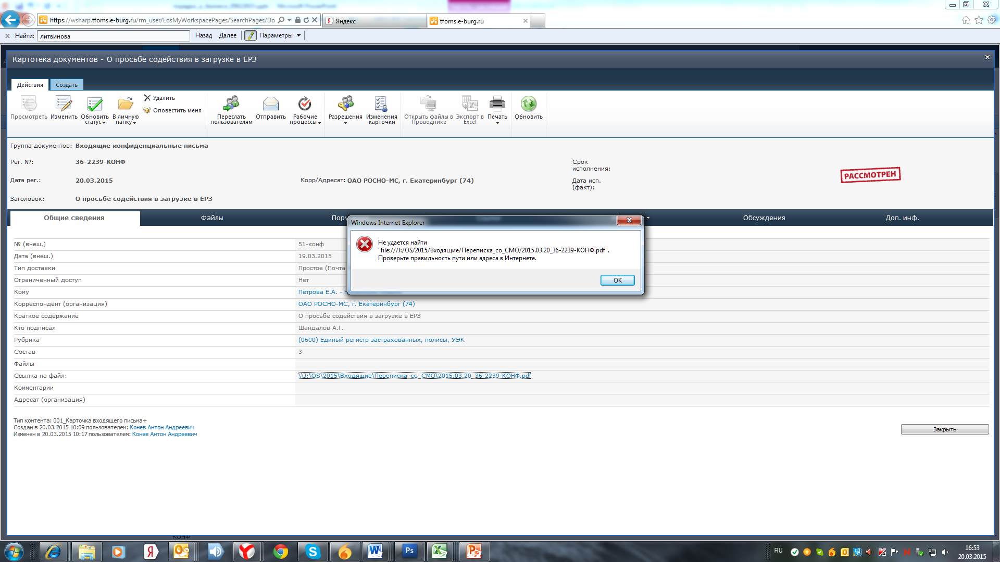 https://wsharp.tfoms.e-burg.ru/rm_user/EosMyWorkspacePages/SearchPages/Do
Яндекс
tfoms.e-burg.ru
Найти: литвинова Назад Далее Параметры
Картотека документов - О просьбе содействия в загрузке в ЕРЗ
Действия Создать
Просмотреть
Изменить
Обновить статус
В личную папку
Удалить
Оповестить меня
Переслать пользователям
Отправить
Рабочие процессы
Разрешения
Изменения карточки
Открыть файлы в Проводнике
Экспорт в Excel
Печать
Обновить
Группа документов: Входящие конфиденциальные письма
Рег. №: 36-2239-КОНФ
Срок исполнения:
РАССМОТРЕН
Дата рег.: 20.03.2015
Корр/Адресат: ОАО РОСНО-МС, г. Екатеринбург (74)
Дата исп. (факт):
Заголовок: О просьбе содействия в загрузке в ЕРЗ
Общие сведения Файлы Пору Обсуждения Доп. инф.
Windows Internet Explorer
Не удается найти
"file:///J:/OS/2015/Входящие/Переписка_со_СМО/2015.03.20_36-2239-КОНФ.pdf".
Проверьте правильность пути или адреса в Интернете.
OK
№ (внеш.) 51-конф
Дата (внеш.) 19.03.2015
Тип доставки Простое (Почта
Ограниченный доступ Нет
Кому Петрова Е.А. -
Корреспондент (организация) ОАО РОСНО-МС, г. Екатеринбург (74)
Краткое содержание О просьбе содействия в загрузке в ЕРЗ
Кто подписал Шандалов А.Г.
Рубрика (0600) Единый регистр застрахованных, полисы, УЭК
Состав 3
Файлы
Ссылка на файл: \\J:\OS\2015\Входящие\Переписка_со_СМО\2015.03.20_36-2239-КОНФ.pdf
Комментарии
Адресат (организация)
Тип контента: 001_Карточка входящего письма+
Создан в 20.03.2015 10:09 пользователем: Конев Антон Андреевич
Изменен в 20.03.2015 10:17 пользователем: Конев Антон Андреевич
Закрыть
КОНФ
RU
16:53
20.03.2015